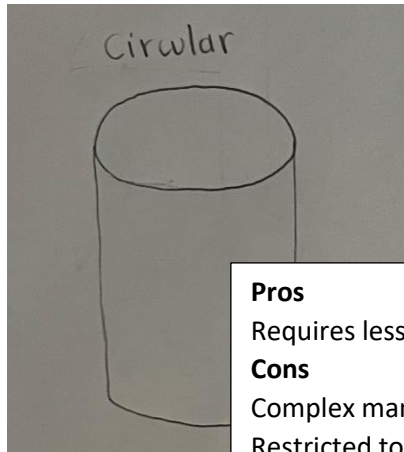 Circular
Pros
Requires less
Cons
Complex
Restricted to